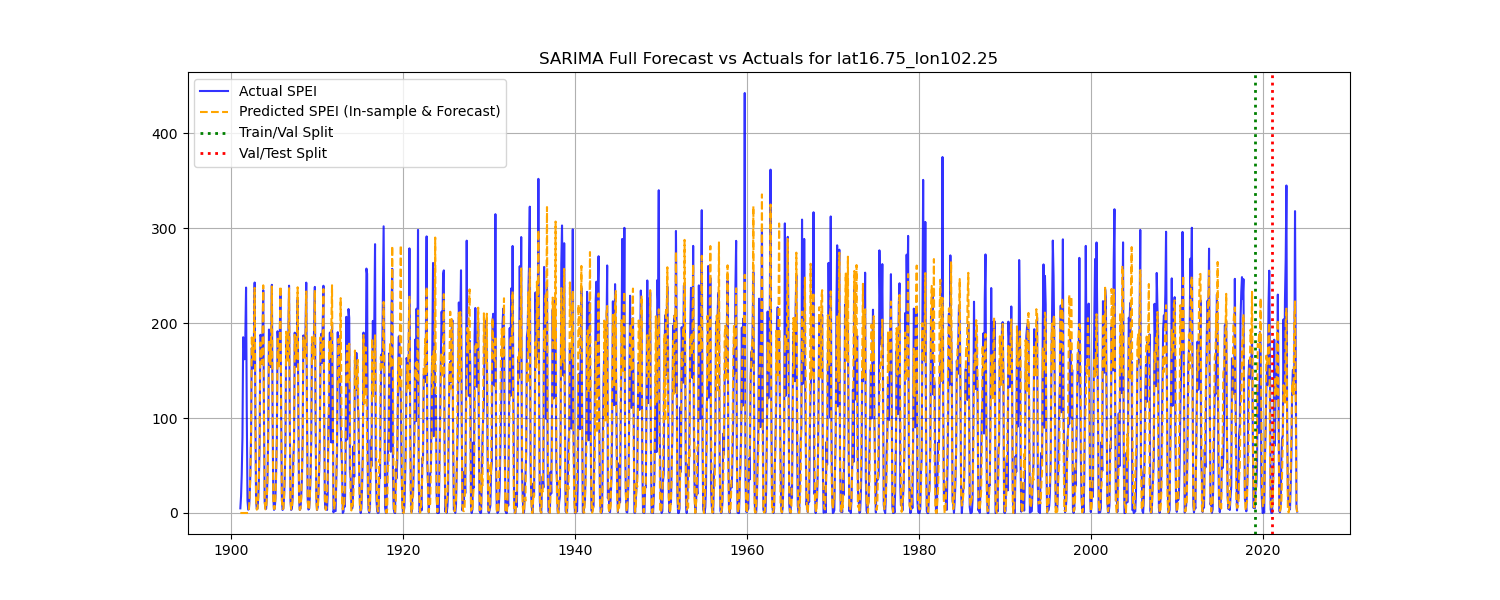 SARIMA Full Forecast vs Actuals for lat16.75_lon102.25
Actual SPEI
Predicted SPEI (In-sample & Forecast)
Train/Val Split
Val/Test Split
400
300
200
100
0
1900 1920 1940 1960 1980 2000 2020